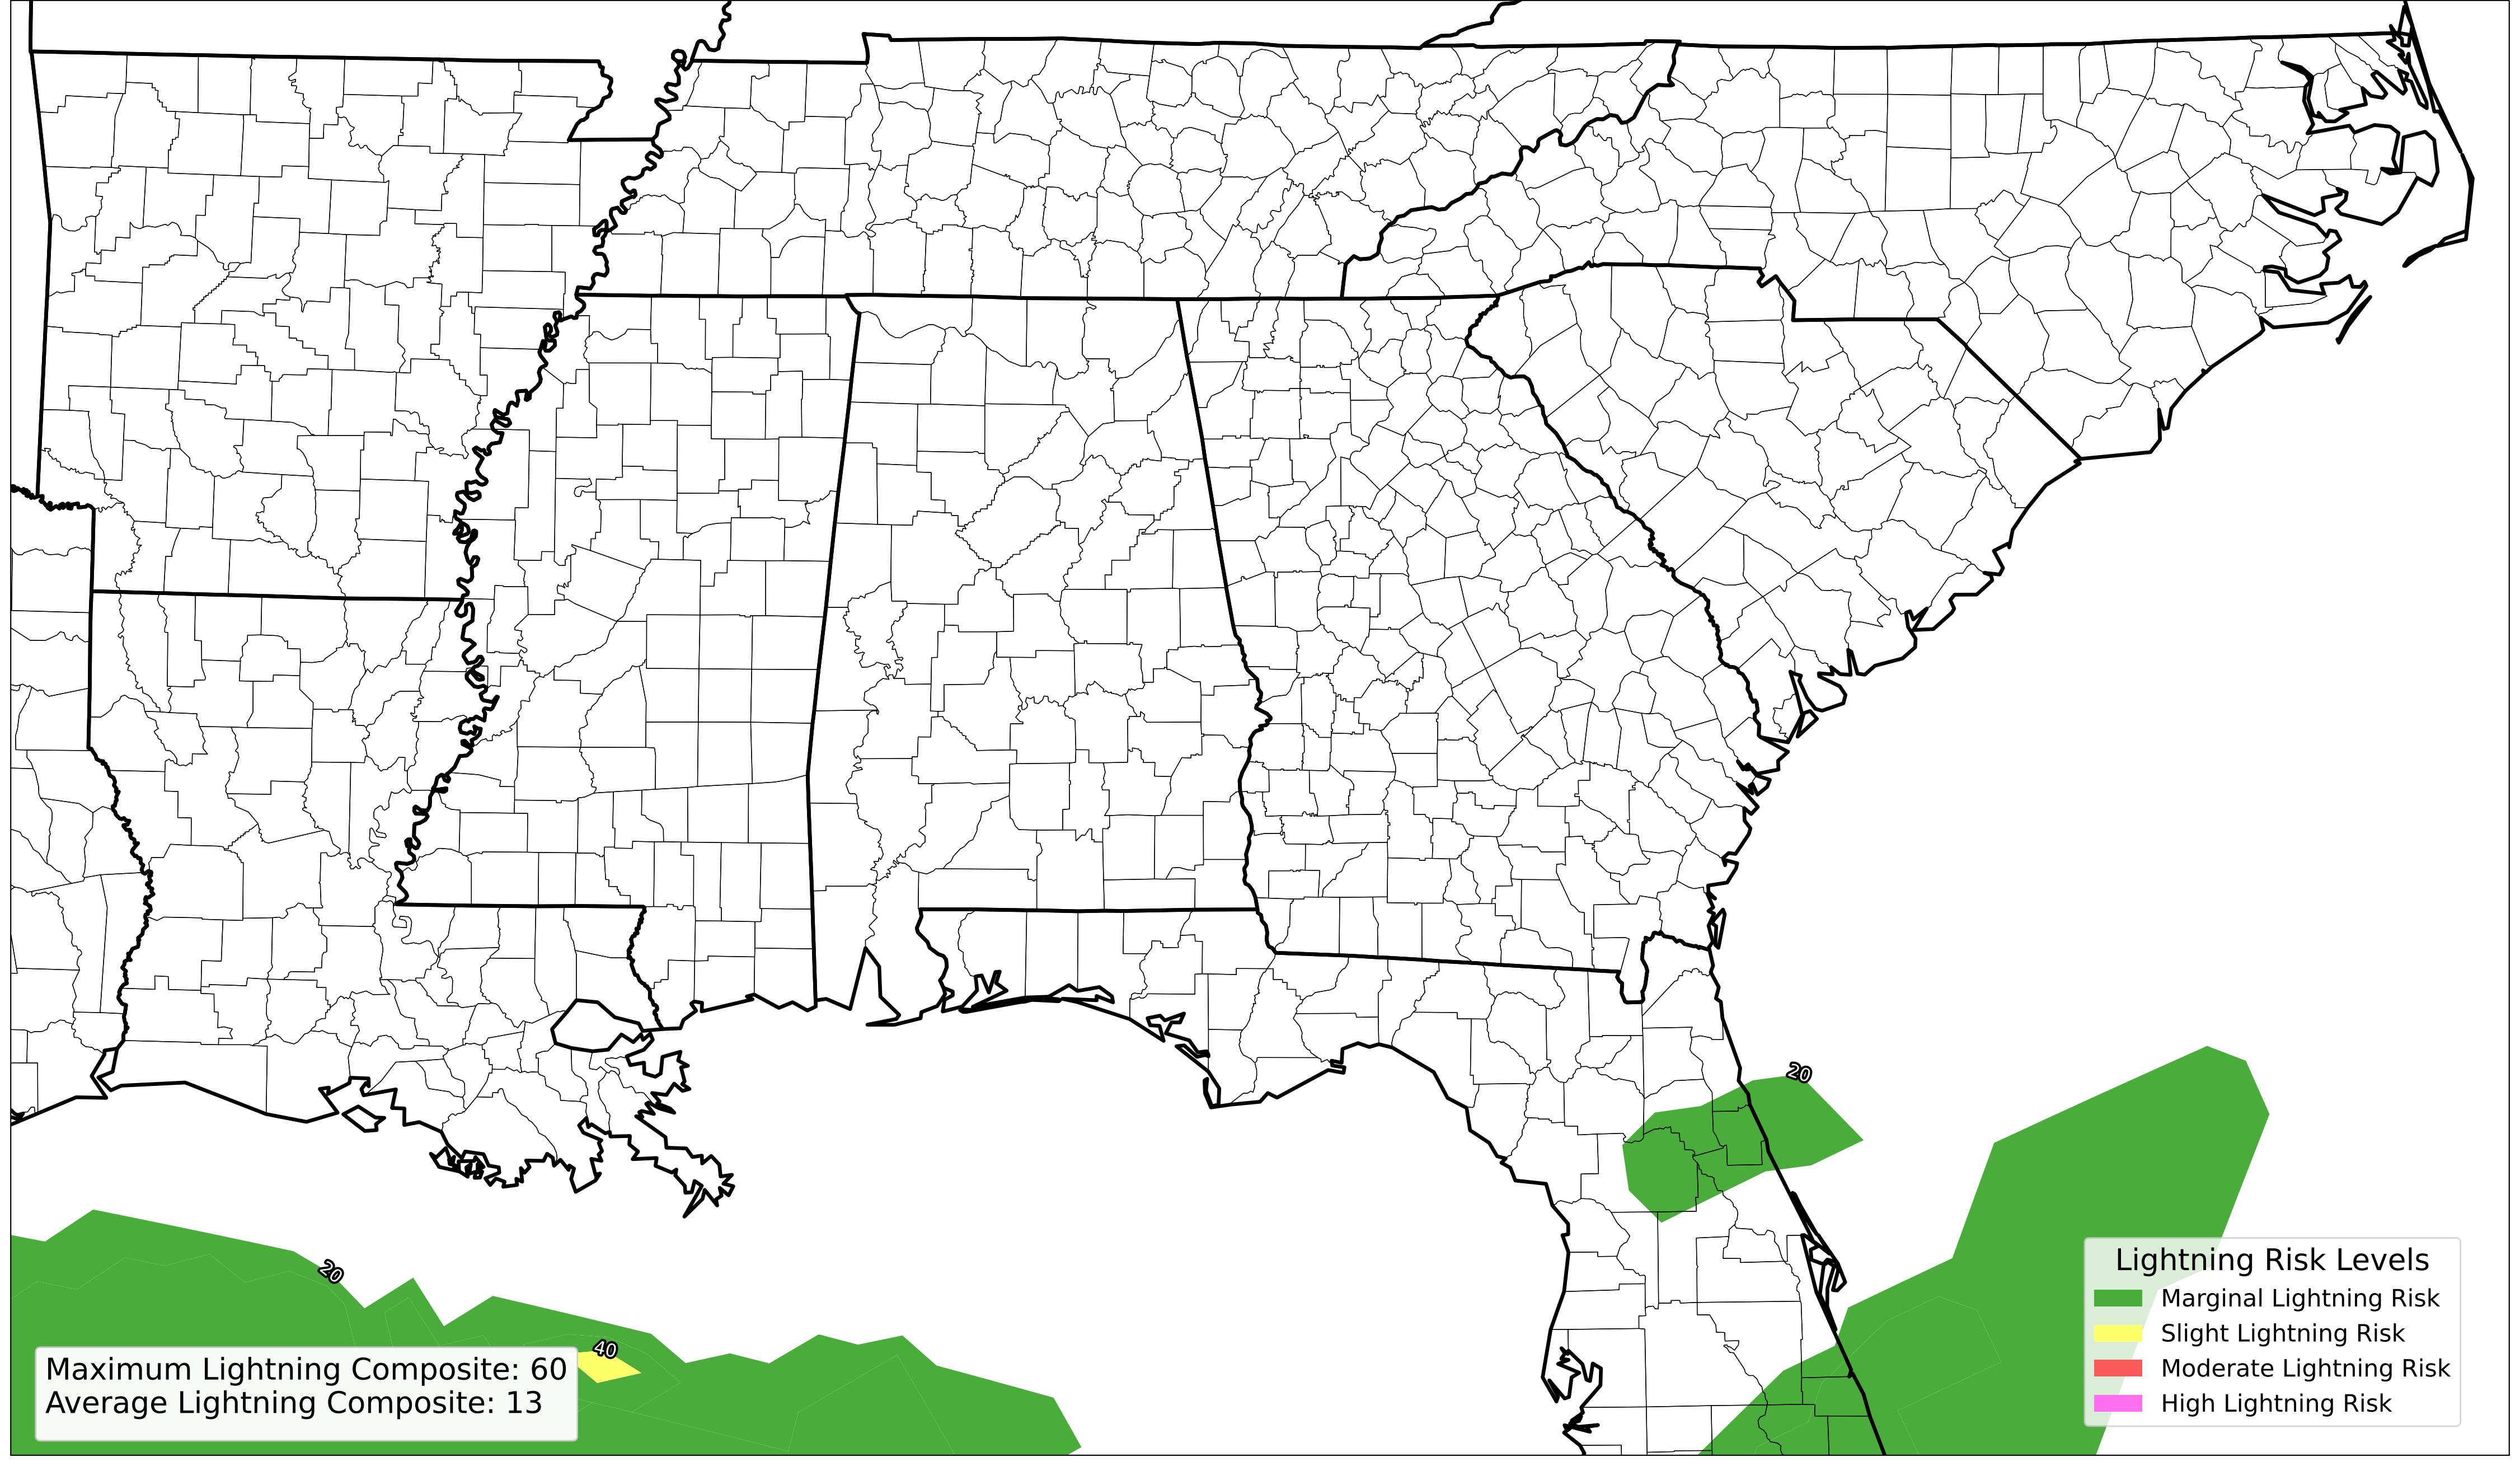 20
20
Lightning Risk Levels
Marginal Lightning Risk
Slight Lightning Risk
Moderate Lightning Risk
High Lightning Risk
40
Maximum Lightning Composite: 60
Average Lightning Composite: 13